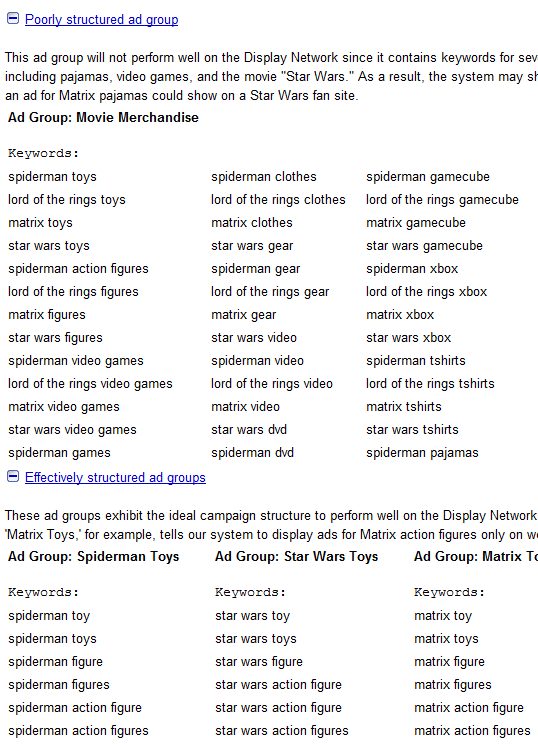 Poorly structured ad group
This ad group will not perform well on the Display Network since it contains keywords for
including pajamas, video games, and the movie "Star Wars." As a result, the system may
an ad for Matrix pajamas could show on a Star Wars fan site.
Ad Group: Movie Merchandise
Keywords:
spiderman toys spiderman clothes spiderman gamecube
lord of the rings toys lord of the rings clothes lord of the rings gamecube
matrix toys matrix clothes matrix gamecube
star wars toys star wars gear star wars gamecube
spiderman action figures spiderman gear spiderman xbox
lord of the rings figures lord of the rings gear lord of the rings xbox
matrix figures matrix gear matrix xbox
star wars figures star wars video star wars xbox
spiderman video games spiderman video spiderman tshirts
lord of the rings video games lord of the rings video lord of the rings tshirts
matrix video games matrix video matrix tshirts
star wars video games star wars dvd star wars tshirts
spiderman games spiderman dvd spiderman pajamas
Effectively structured ad groups
These ad groups exhibit the ideal campaign structure to perform well on the Display Network
'Matrix Toys,' for example, tells our system to display ads for Matrix action figures only on
Ad Group: Spiderman Toys Ad Group: Star Wars Toys Ad Group: Matrix
Keywords: Keywords: Keywords:
spiderman toy star wars toy matrix toy
spiderman toys star wars toys matrix toys
spiderman figure star wars figure matrix figure
spiderman figures star wars action figure matrix figures
spiderman action figure star wars action figure matrix action figure
spiderman action figures star wars action figures matrix action figures